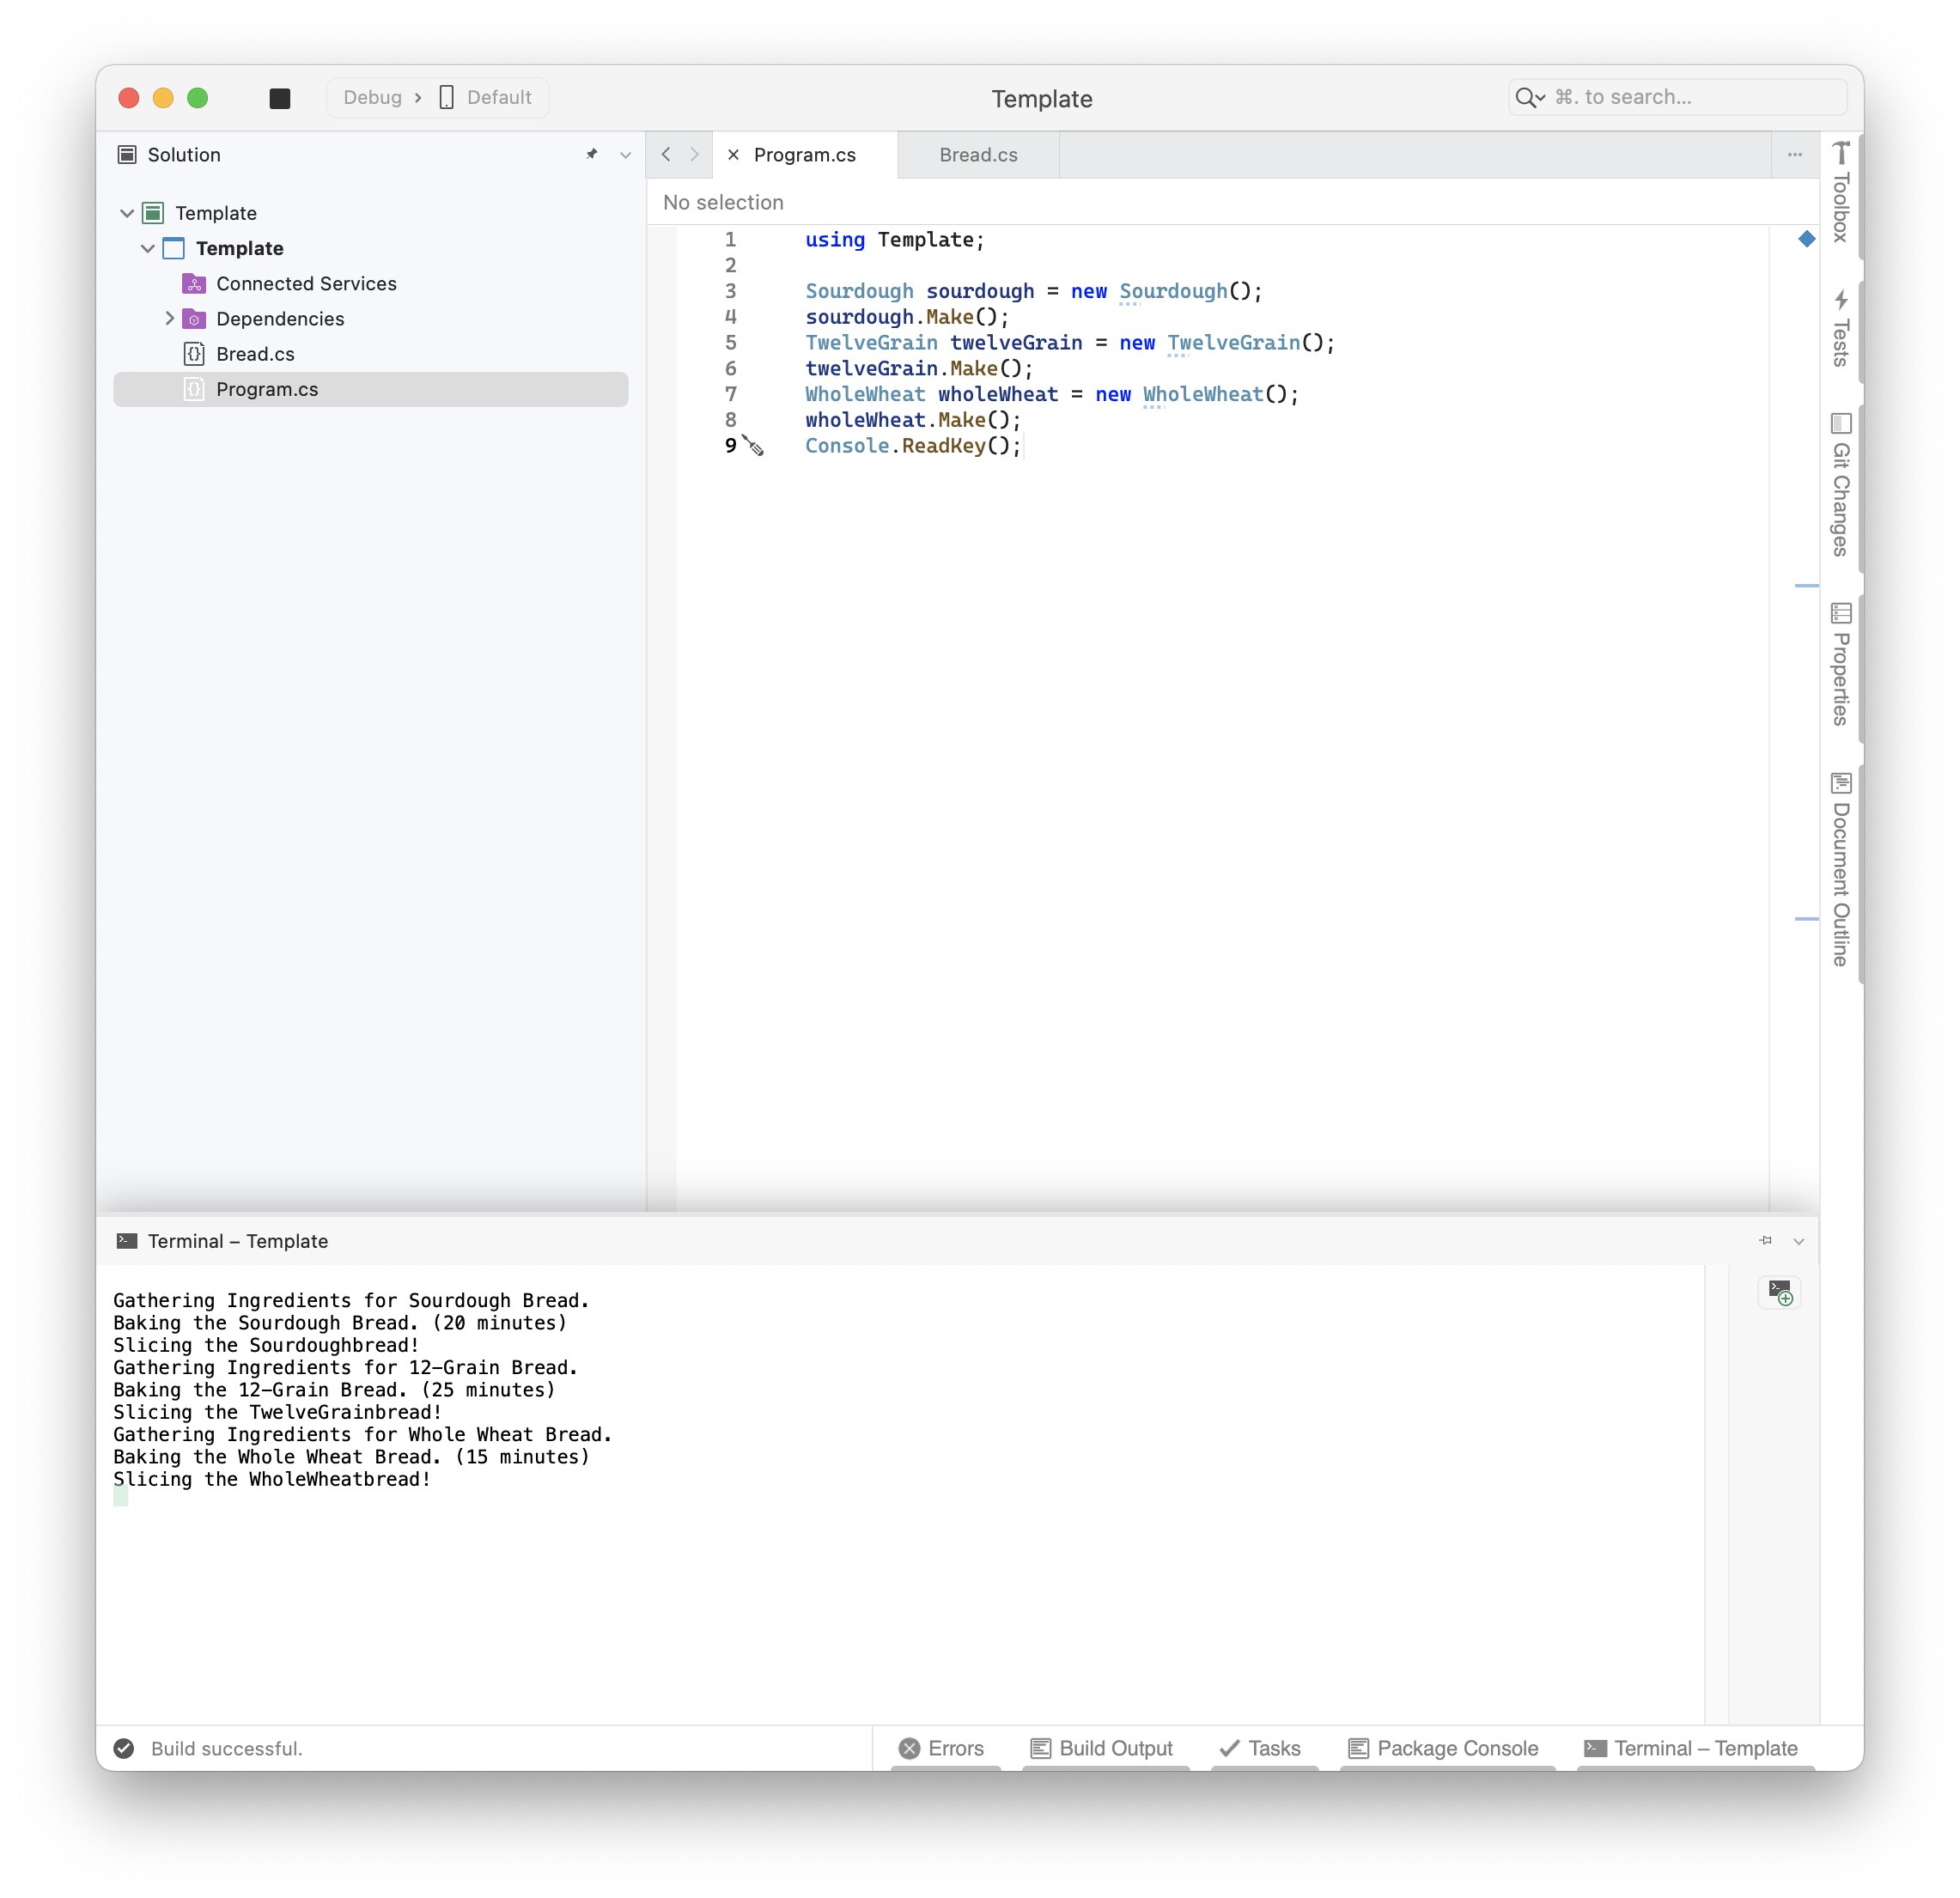 Debug › Default
Template
⌘. to search...
Solution
Program.cs
Bread.cs
No selection
Template
Template
Connected Services
Dependencies
Bread.cs
Program.cs
1 using Template;
2
3 Sourdough sourdough = new Sourdough();
4 sourdough.Make();
5 TwelveGrain twelveGrain = new TwelveGrain();
6 twelveGrain.Make();
7 WholeWheat wholeWheat = new WholeWheat();
8 wholeWheat.Make();
9 Console.ReadKey();
Toolbox
Tests
Git Changes
Properties
Document Outline
Terminal – Template
Gathering Ingredients for Sourdough Bread.
Baking the Sourdough Bread. (20 minutes)
Slicing the Sourdoughbread!
Gathering Ingredients for 12-Grain Bread.
Baking the 12-Grain Bread. (25 minutes)
Slicing the TwelveGrainbread!
Gathering Ingredients for Whole Wheat Bread.
Baking the Whole Wheat Bread. (15 minutes)
Slicing the WholeWheatbread!
Build successful.
Errors
Build Output
Tasks
Package Console
Terminal – Template